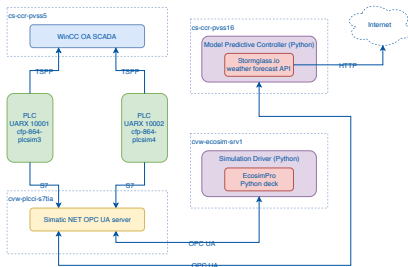 cs-ccr-pvss5
WinCC OA SCADA
TSPP
TSPP
PLC
UARX 10001
cfp-864-
plcsim3
PLC
UARX 10002
cfp-864-
plcsim4
S7
S7
cvw-plcci-s7tia
Simatic NET OPC UA server
cs-ccr-pvss16
Model Predictive Controller (Python)
Stormglass.io
weather forecast API
HTTP
Internet
cvw-ecosim-srv1
Simulation Driver (Python)
EcosimPro
Python deck
OPC UA
OPC UA